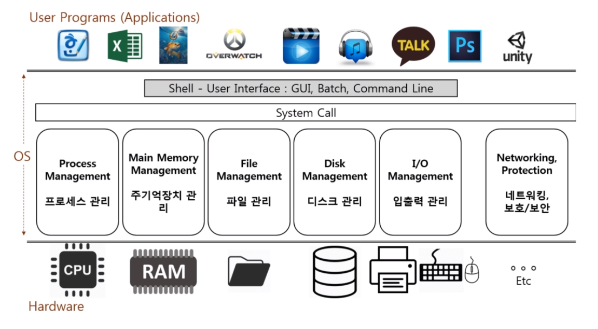 User Programs (Applications)
한
X
OVERWATCH
TALK
Ps
unity
Shell - User Interface : GUI, Batch, Command Line
System Call
OS
Process
Management
프로세스 관리
Main Memory
Management
주기억장치 관
리
File
Management
파일 관리
Disk
Management
디스크 관리
I/O
Management
입출력 관리
Networking,
Protection
네트워킹,
보호/보안
CPU
RAM
Etc
Hardware